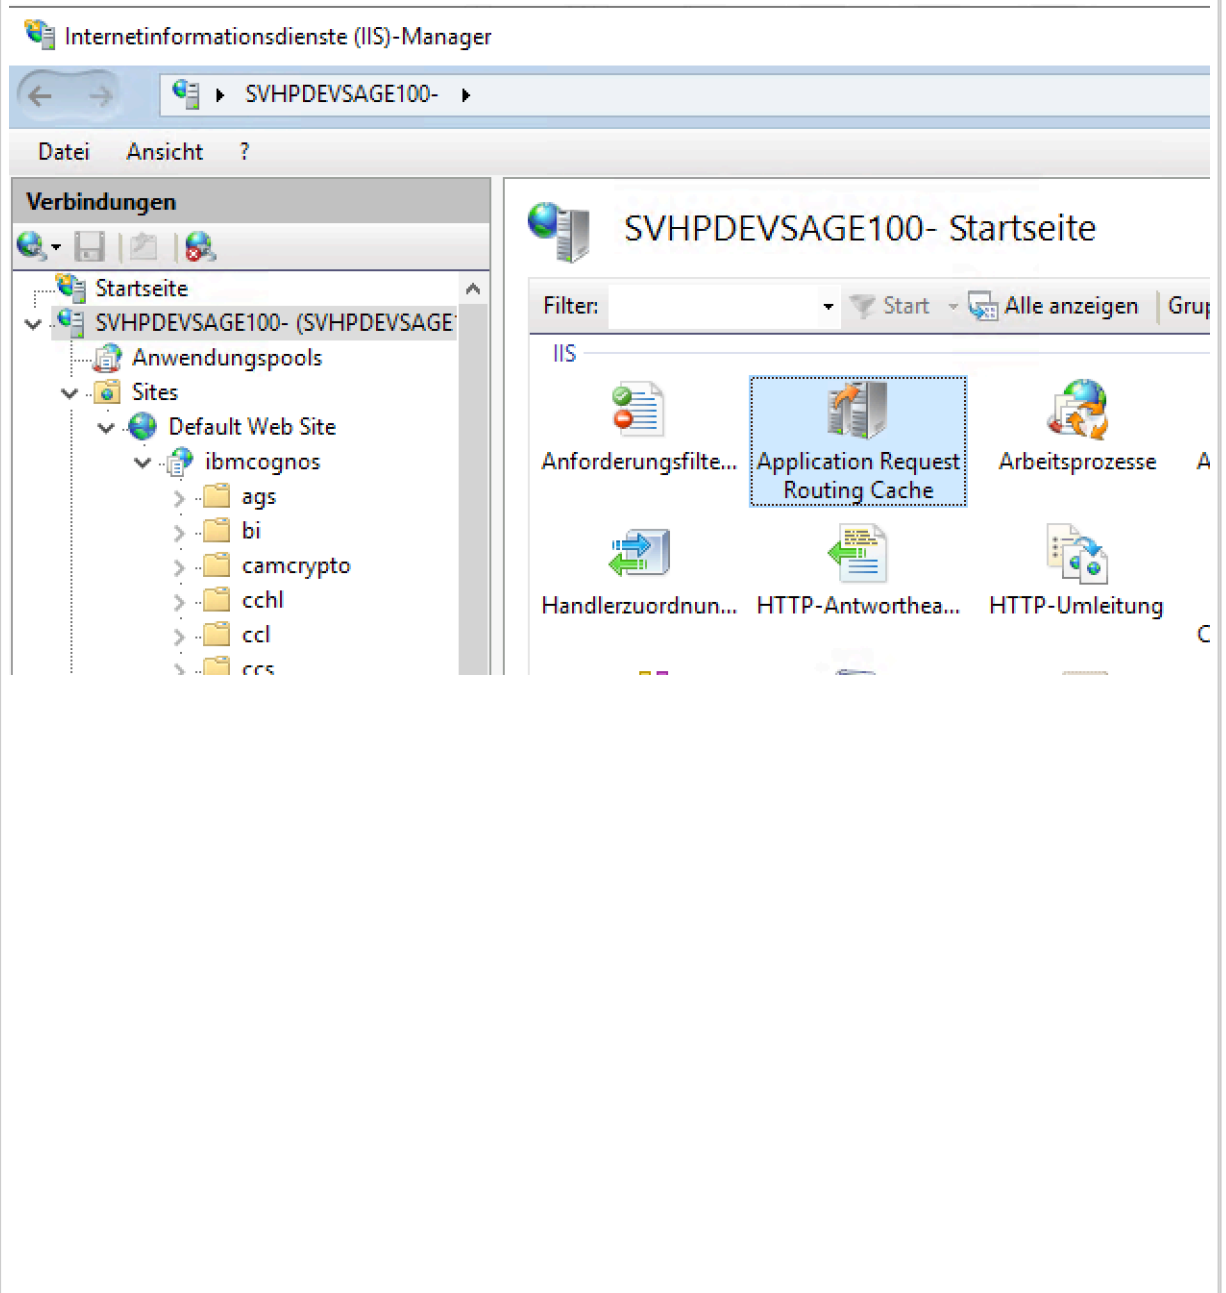 Internetinformationsdienste (IIS)-Manager
SVHPDEVSAGE100-
Datei Ansicht ?
Verbindungen
Startseite
SVHPDEVSAGE100- (SVHPDEVSAGE
Anwendungspools
Sites
Default Web Site
ibmcognos
ags
bi
camcrypto
cchl
ccl
ccs
SVHPDEVSAGE100- Startseite
Filter: Start Alle anzeigen Grup
IIS
Anforderungsfilte... Application Request Routing Cache Arbeitsprozesse A
Handlerzuordnun... HTTP-Antworthea... HTTP-Umleitung
C